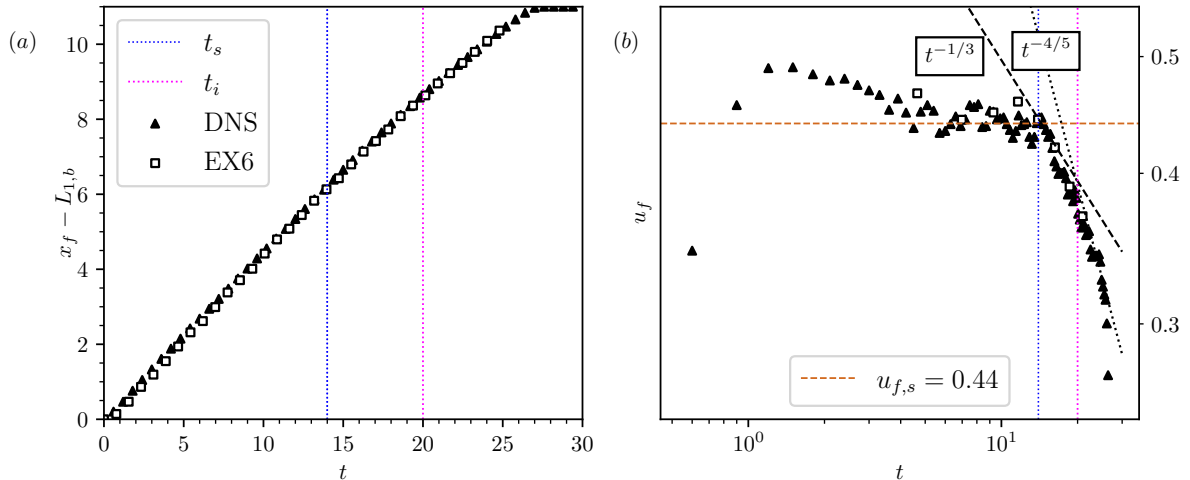 (a)
x_f − L_{1,b}
10
8
6
4
2
0
t_s
t_i
DNS
EX6
0 5 10 15 20 25 30
t
(b)
u_f
t^{−1/3}
t^{−4/5}
0.5
0.4
0.3
u_{f,s} = 0.44
10^0 10^1
t